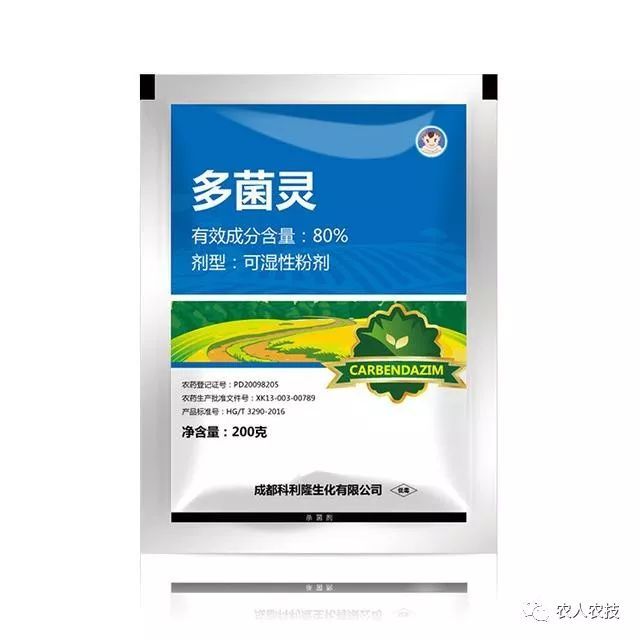 多菌灵
有效成分含量：80%
剂型：可湿性粉剂
CARBENDAZIM
农药登记证号：PD20098205
农药生产批准文件号：XK13-003-00789
产品标准号：HG/T 3290-2016
净含量：200克
成都科利隆生化有限公司
低毒
杀菌剂
农人农技